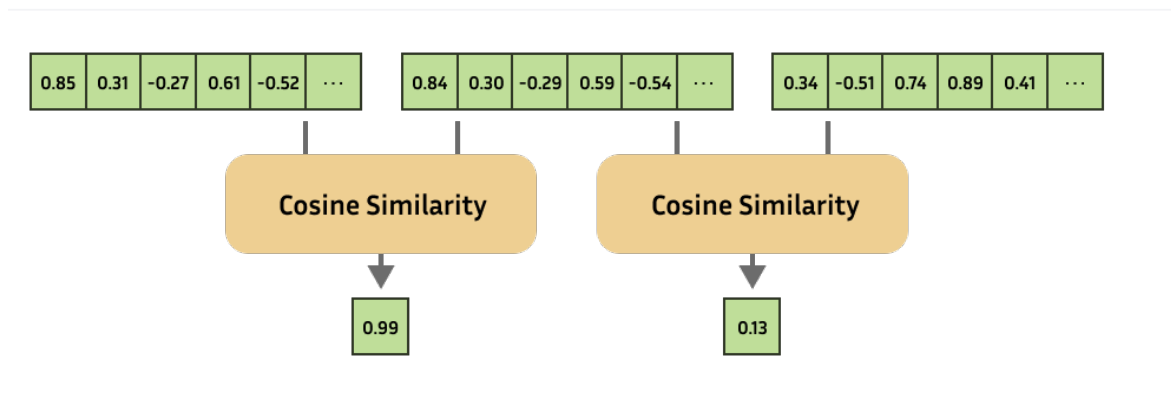 0.85 0.31 -0.27 0.61 -0.52 ... 0.84 0.30 -0.29 0.59 -0.54 ... 0.34 -0.51 0.74 0.89 0.41 ...
Cosine Similarity Cosine Similarity
0.99 0.13